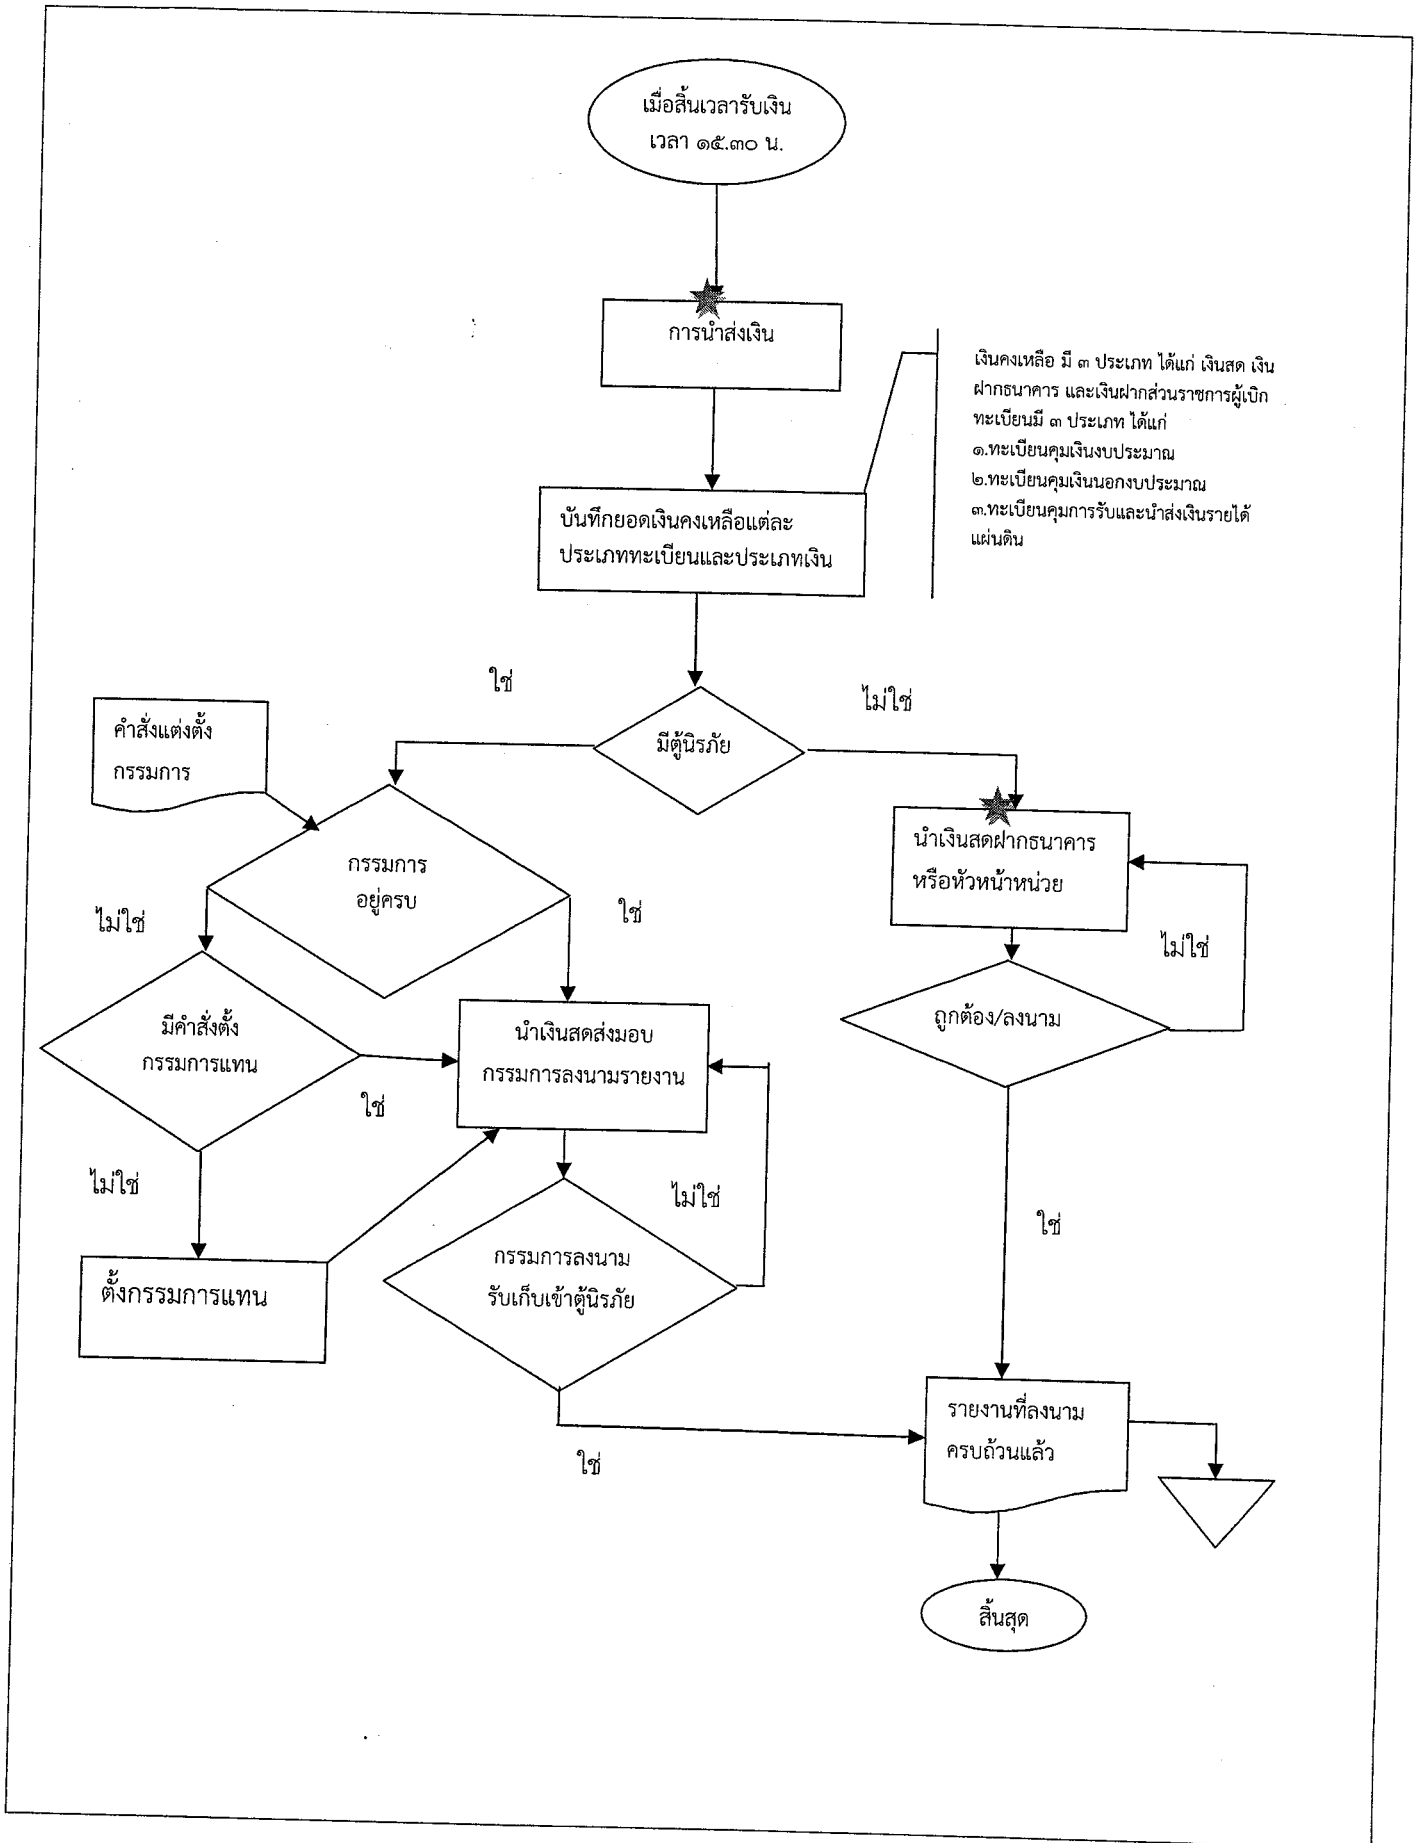 เมื่อสิ้นเวลารับเงิน
เวลา ๑๕.๓๐ น.
การนำส่งเงิน
เงินคงเหลือ มี ๓ ประเภท ได้แก่ เงินสด เงิน
ฝากธนาคาร และเงินฝากส่วนราชการผู้เบิก
ทะเบียนมี ๓ ประเภท ได้แก่
๑.ทะเบียนคุมเงินงบประมาณ
๒.ทะเบียนคุมเงินนอกงบประมาณ
๓.ทะเบียนคุมการรับและนำส่งเงินรายได้
แผ่นดิน
บันทึกยอดเงินคงเหลือแต่ละ
ประเภททะเบียนและประเภทเงิน
ใช่
ไม่ใช่
มีตู้นิรภัย
คำสั่งแต่งตั้ง
กรรมการ
นำเงินสดฝากธนาคาร
หรือหัวหน้าหน่วย
กรรมการ
อยู่ครบ
ไม่ใช่
ใช่
ไม่ใช่
ถูกต้อง/ลงนาม
มีคำสั่งตั้ง
กรรมการแทน
นำเงินสดส่งมอบ
กรรมการลงนามรายงาน
ใช่
ไม่ใช่
ไม่ใช่
ใช่
กรรมการลงนาม
รับเก็บเข้าตู้นิรภัย
ตั้งกรรมการแทน
รายงานที่ลงนาม
ครบถ้วนแล้ว
ใช่
สิ้นสุด